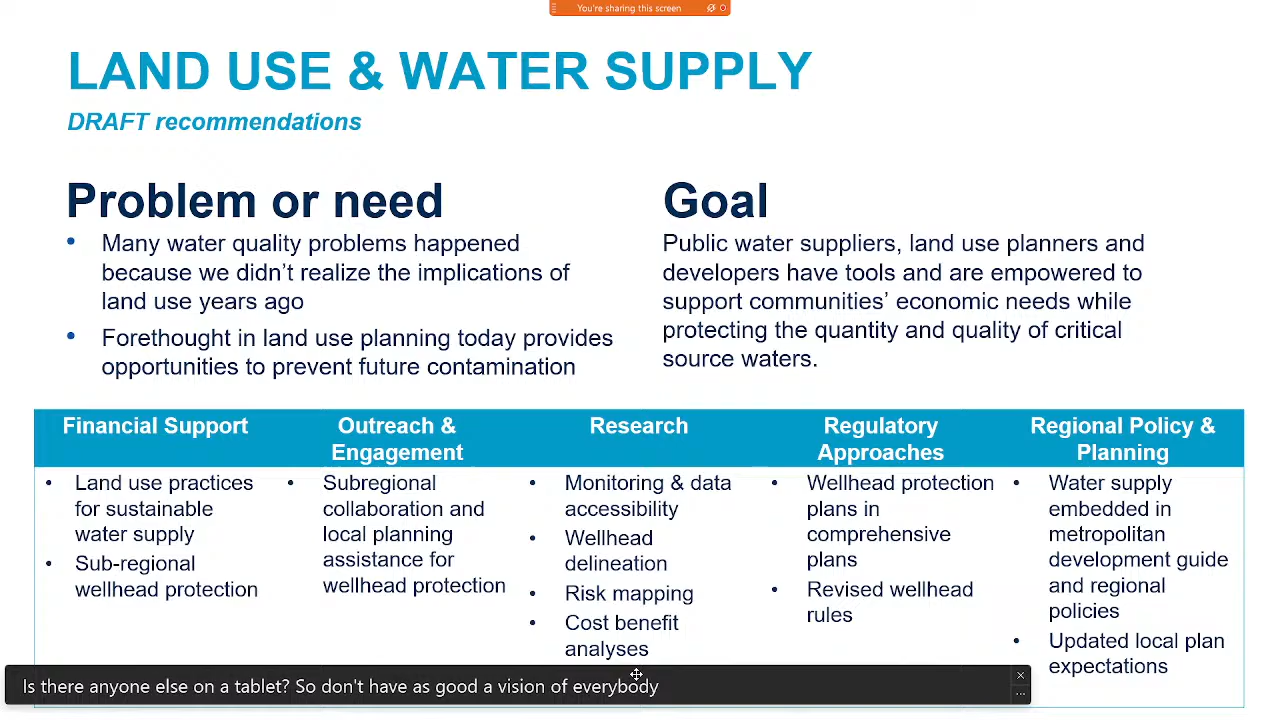 You're sharing this screen
LAND USE & WATER SUPPLY
DRAFT recommendations
Problem or need
• Many water quality problems happened
because we didn't realize the implications of
land use years ago
• Forethought in land use planning today provides
opportunities to prevent future contamination
Goal
Public water suppliers, land use planners and
developers have tools and are empowered to
support communities' economic needs while
protecting the quantity and quality of critical
source waters.
Financial Support
• Land use practices
for sustainable
water supply
• Sub-regional
wellhead protection
Outreach &
Engagement
• Subregional
collaboration and
local planning
assistance for
wellhead protection
Research
• Monitoring & data
accessibility
• Wellhead
delineation
• Risk mapping
• Cost benefit
analyses
Regulatory
Approaches
• Wellhead protection
plans in
comprehensive
plans
• Revised wellhead
rules
Regional Policy &
Planning
• Water supply
embedded in
metropolitan
development guide
and regional
policies
• Updated local plan
expectations
Is there anyone else on a tablet? So don't have as good a vision of everybody